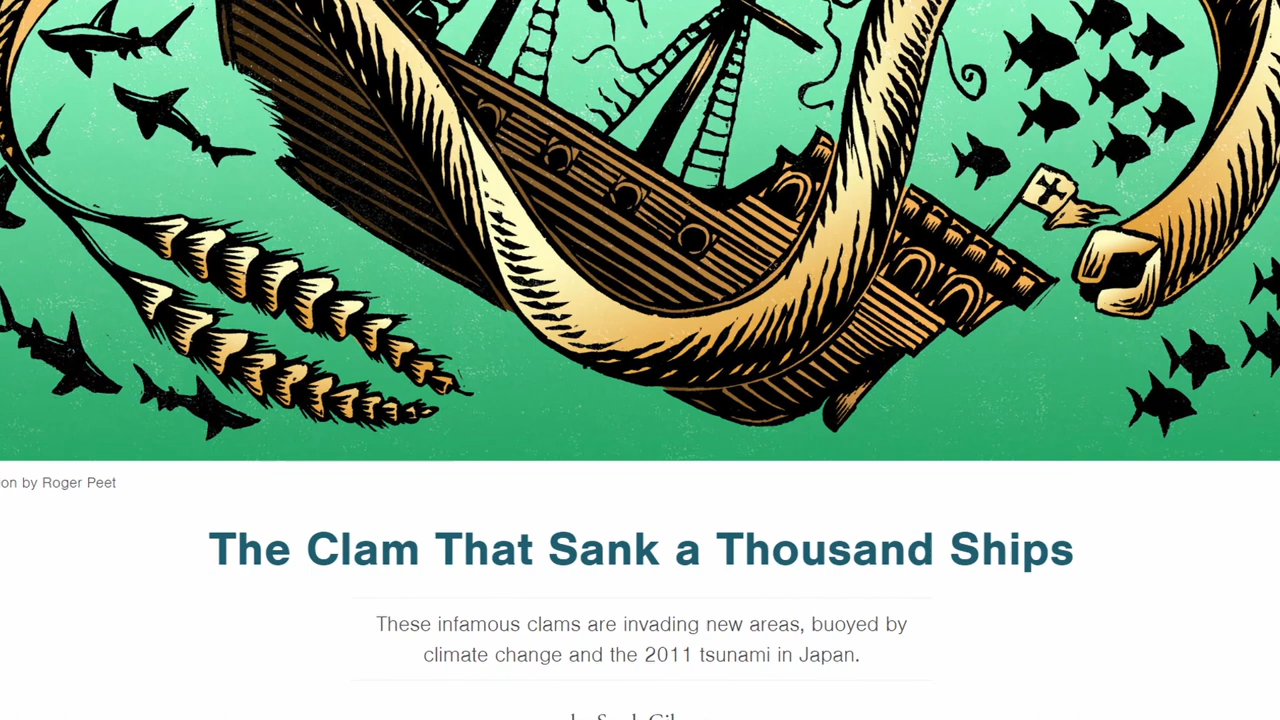 on by Roger Peet
The Clam That Sank a Thousand Ships
These infamous clams are invading new areas, buoyed by
climate change and the 2011 tsunami in Japan.